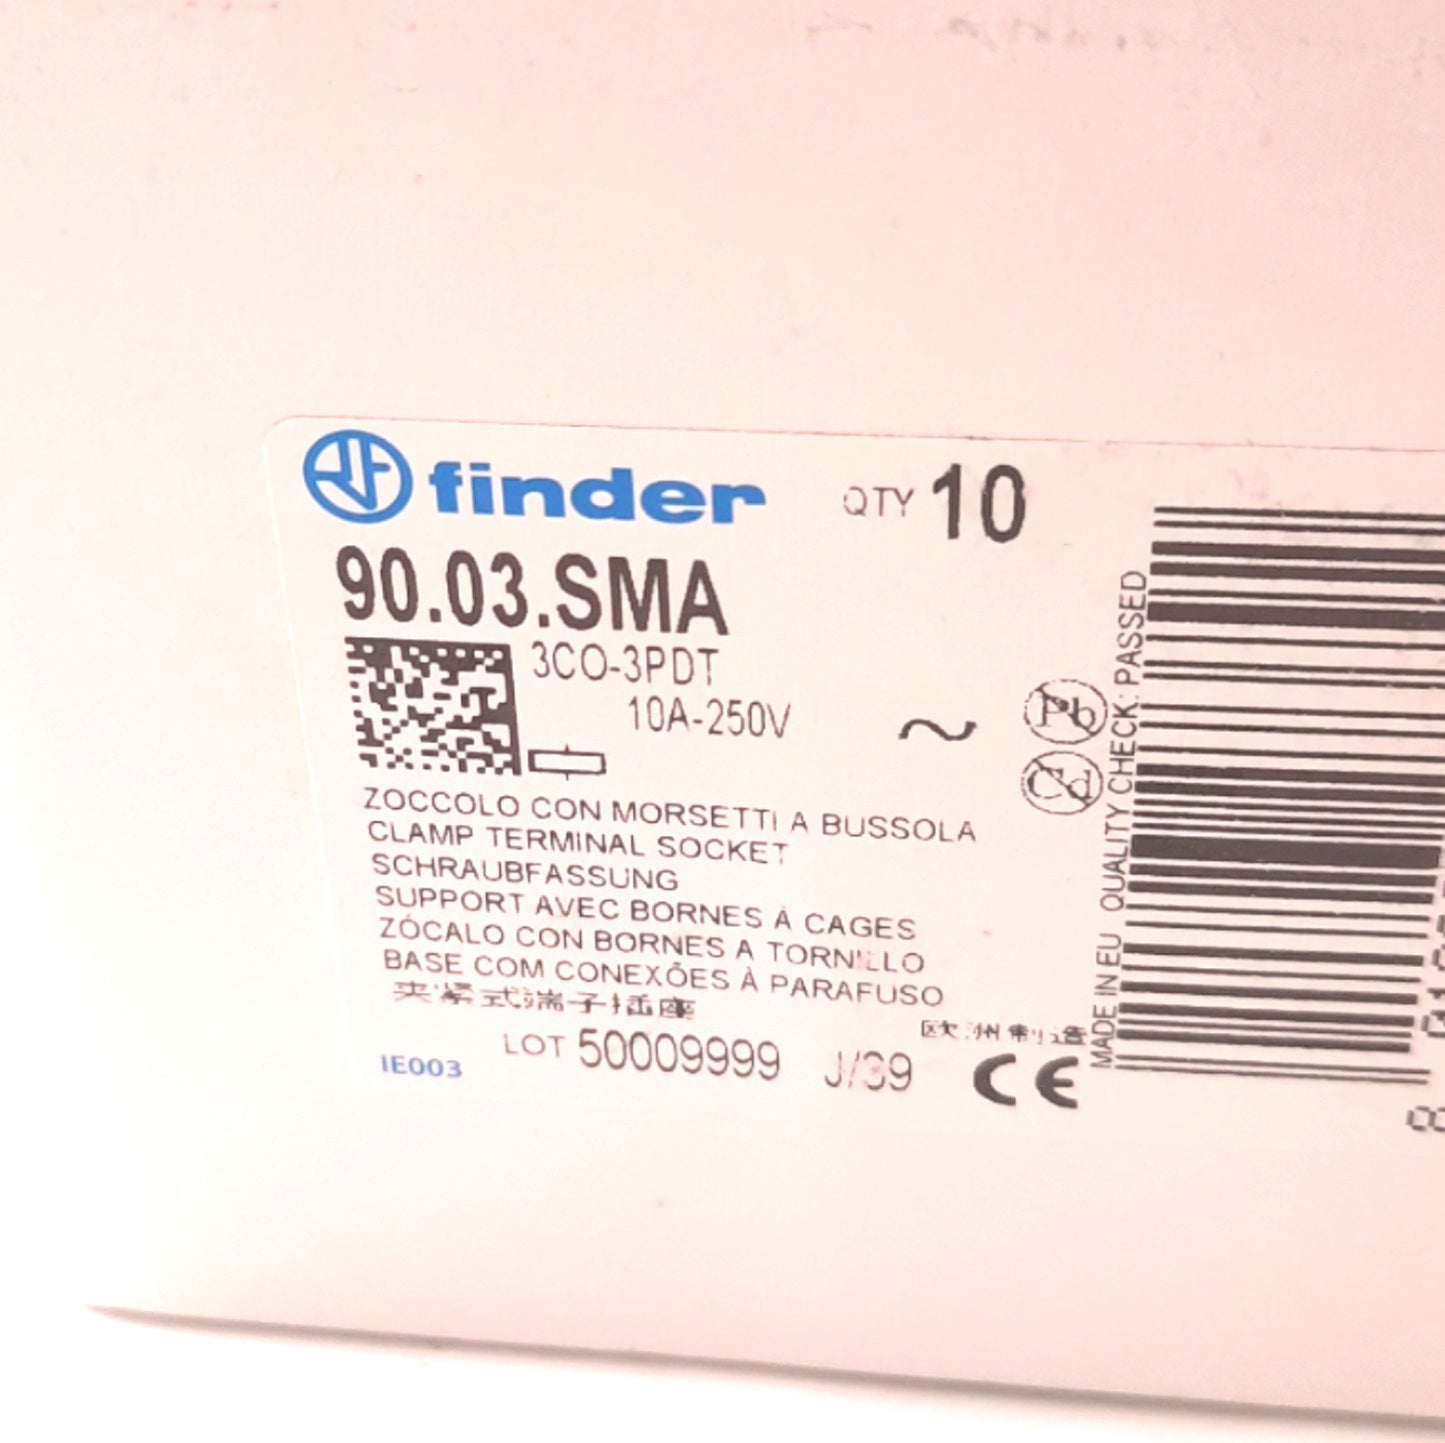 finder QTY 10
90.03.SMA
3CO-3PDT
10A-250V ~
Pb
Cd
ZOCCOLO CON MORSETTI A BUSSOLA
CLAMP TERMINAL SOCKET
SCHRAUBFASSUNG
SUPPORT AVEC BORNES À CAGES
ZÓCALO CON BORNES A TORNILLO
BASE COM CONEXÕES À PARAFUSO
夹紧式端子插座
欧洲制造
LOT 50009999 J/39 CE
IE003
MADE IN EU QUALITY CHECK: PASSED